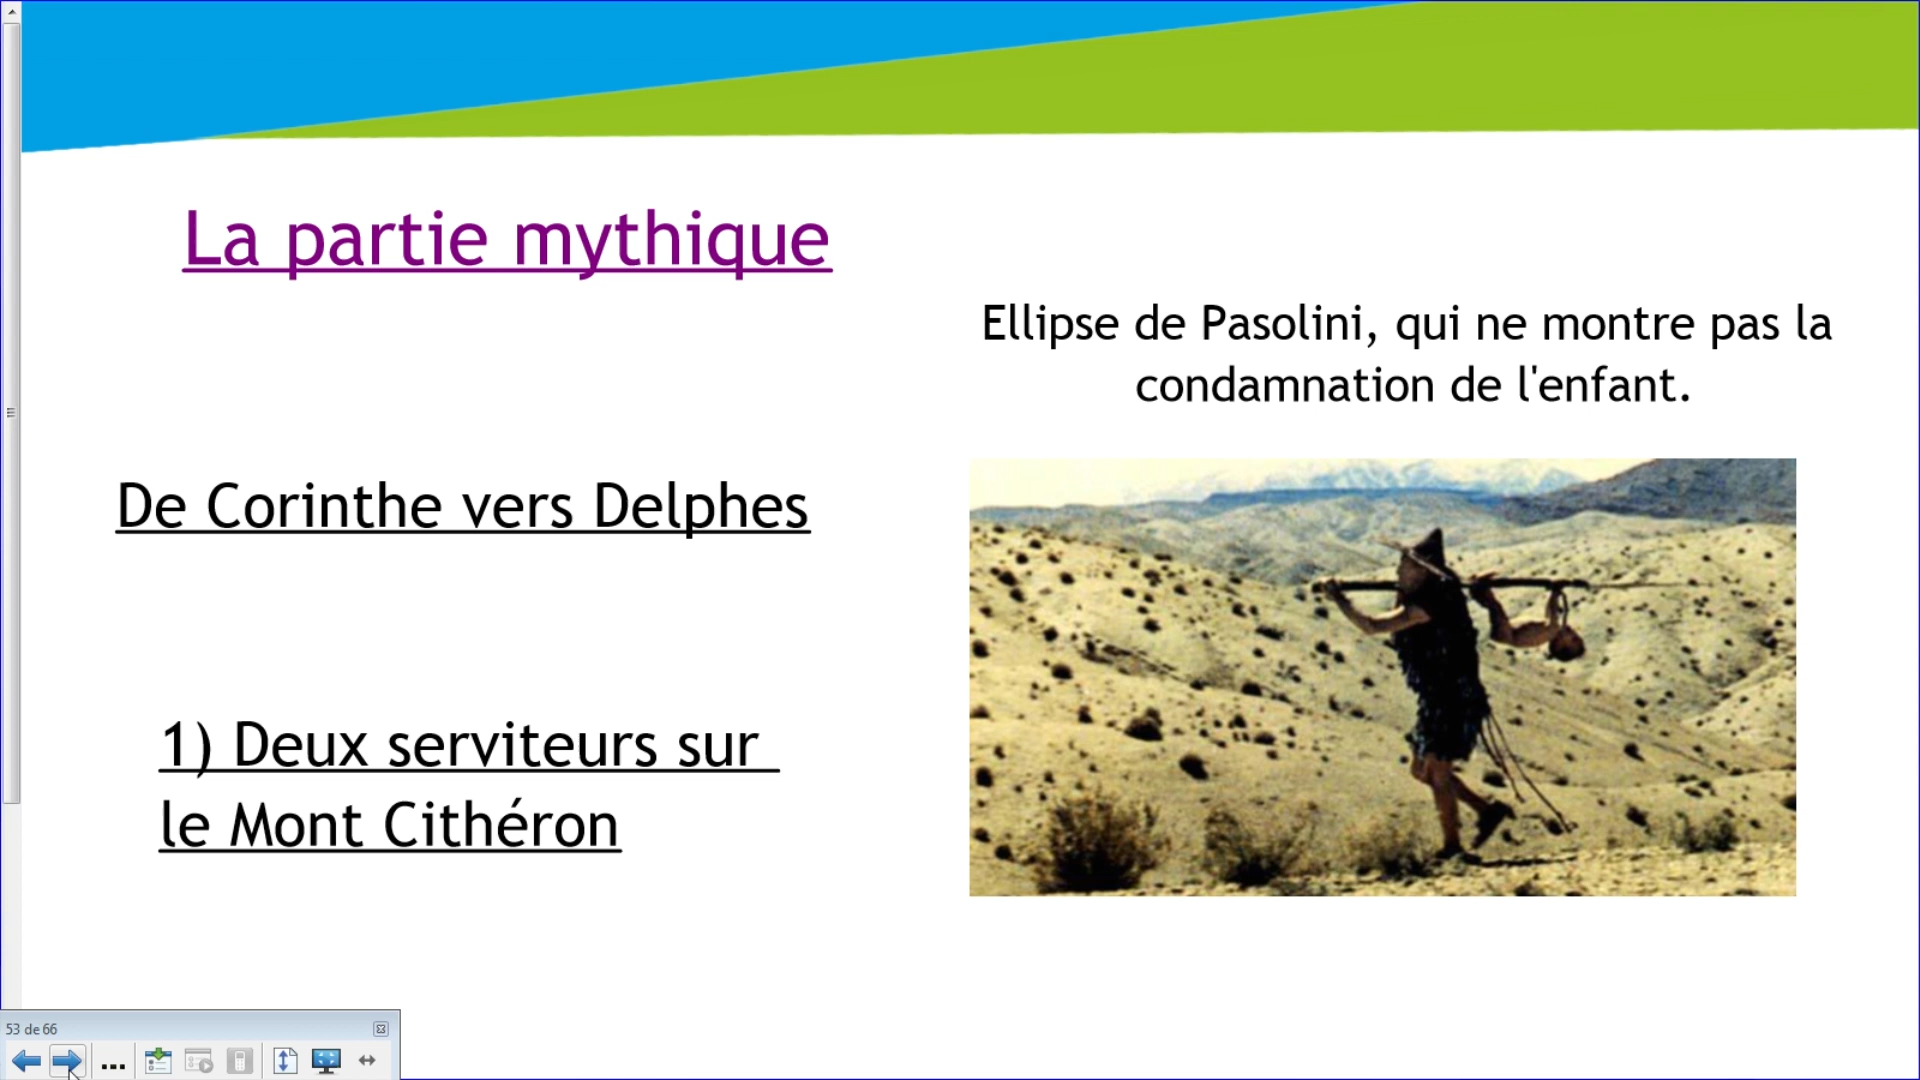 La partie mythique
Ellipse de Pasolini, qui ne montre pas la
condamnation de l'enfant.
De Corinthe vers Delphes
1) Deux serviteurs sur
le Mont Cithéron
53 de 66